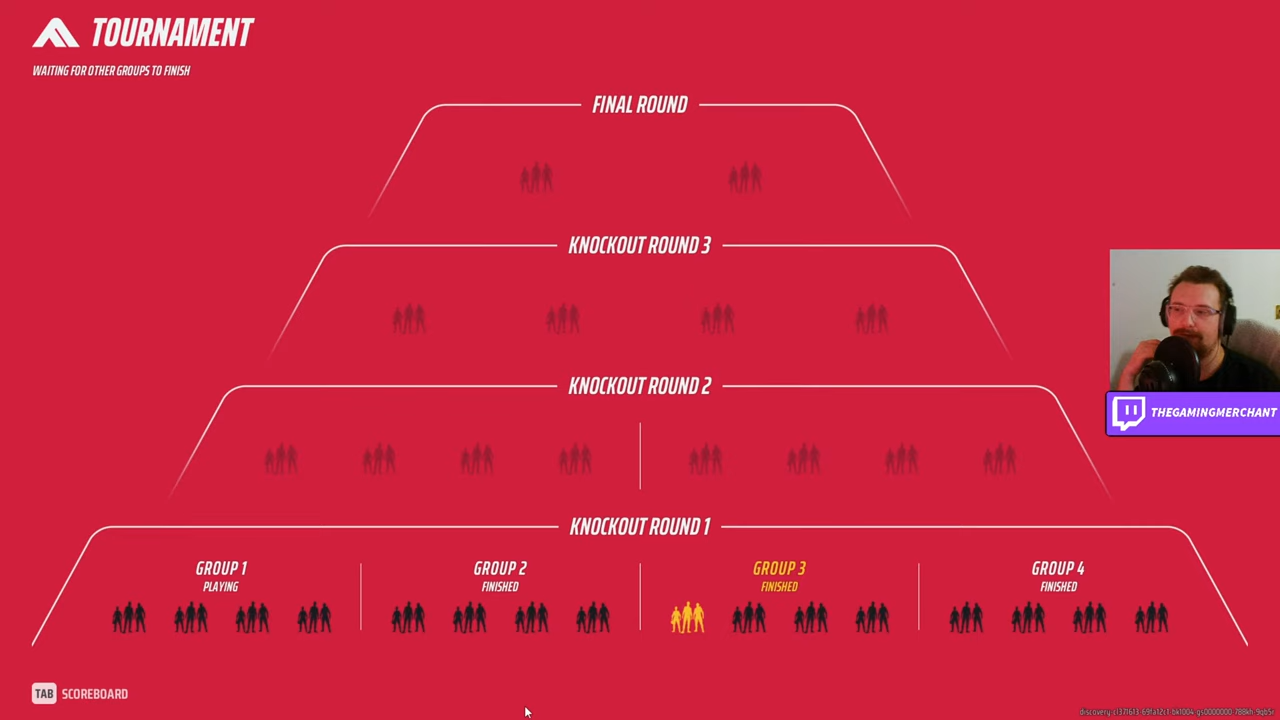 TOURNAMENT
WAITING FOR OTHER GROUPS TO FINISH
FINAL ROUND
KNOCKOUT ROUND 3
KNOCKOUT ROUND 2
THEGAMINGMERCHANT
KNOCKOUT ROUND 1
GROUP 1
PLAYING
GROUP 2
FINISHED
GROUP 3
FINISHED
GROUP 4
FINISHED
TAB SCOREBOARD